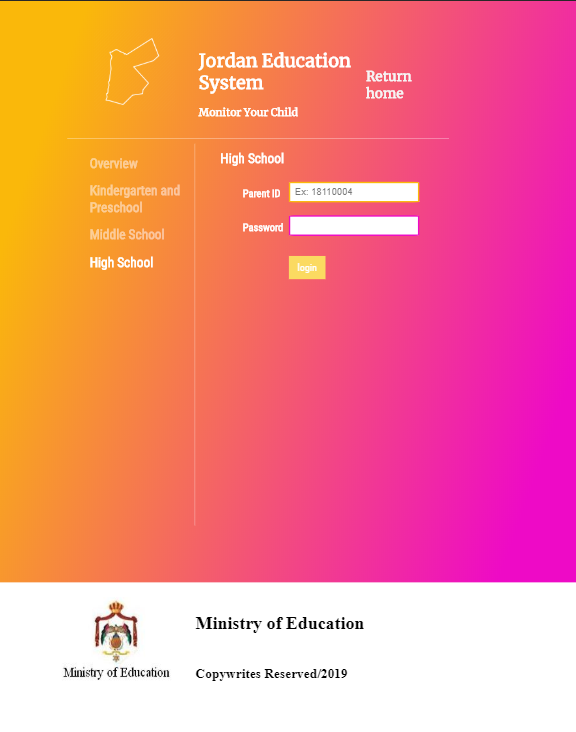 Jordan Education
System
Monitor Your Child
Return
home
Overview
Kindergarten and
Preschool
Middle School
High School
High School
Parent ID
Ex: 18110004
Password
login
Ministry of Education
Ministry of Education
Copywrites Reserved/2019